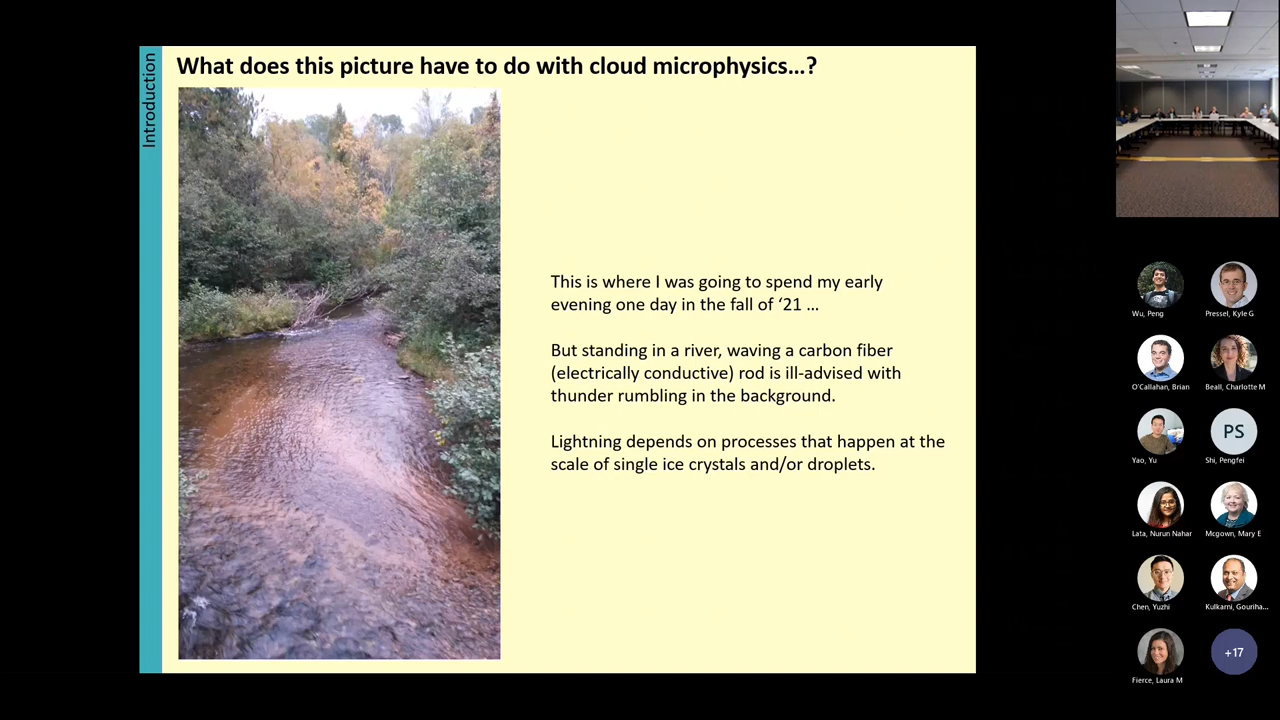 Introduction
What does this picture have to do with cloud microphysics…?
This is where I was going to spend my early
evening one day in the fall of ‘21 …
But standing in a river, waving a carbon fiber
(electrically conductive) rod is ill-advised with
thunder rumbling in the background.
Lightning depends on processes that happen at the
scale of single ice crystals and/or droplets.
Wu, Peng
Pressel, Kyle G
O'Callahan, Brian
Beall, Charlotte M
Yao, Yu
PS
Shi, Pengfei
Lata, Nurun Nahar
Mcgown, Mary E
Chen, Yuzhi
Kulkarni, Gouriha...
Fierce, Laura M
+17